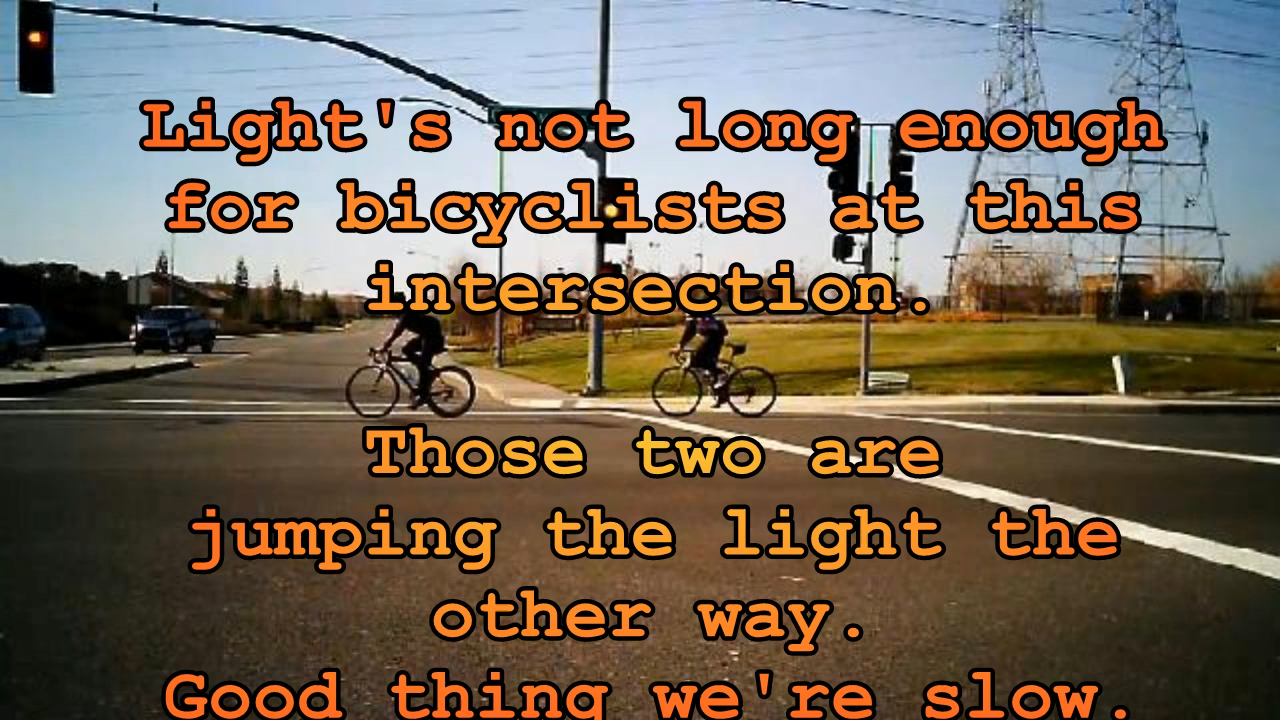 Light's not long enough
for bicyclists at this
intersection.
Those two are
jumping the light the
other way.
Good thing we're slow.